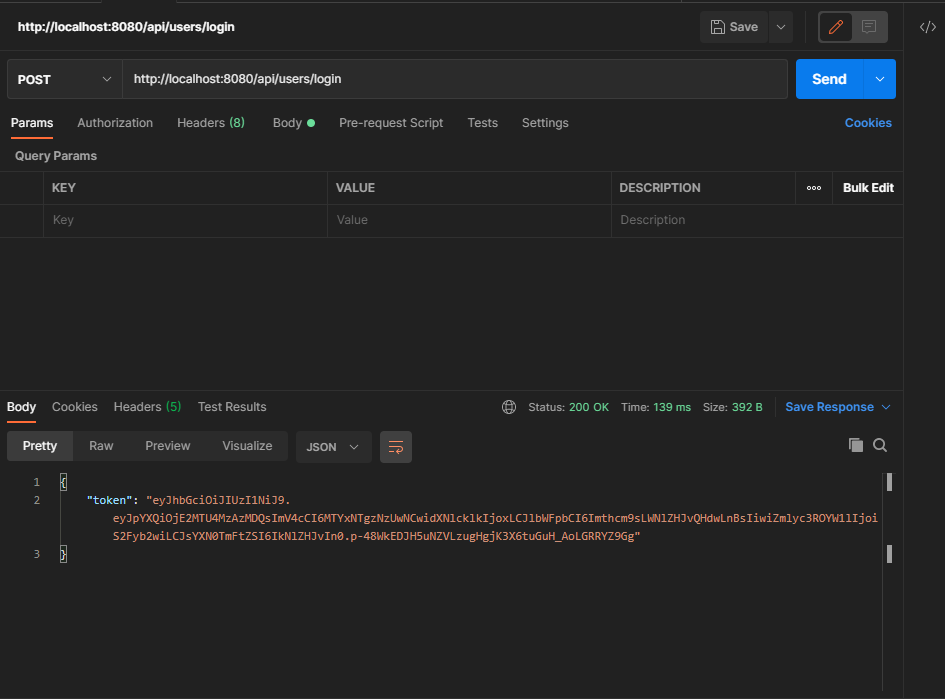 http://localhost:8080/api/users/login
Save
POST
http://localhost:8080/api/users/login
Send
Params Authorization Headers (8) Body Pre-request Script Tests Settings Cookies
Query Params
KEY VALUE DESCRIPTION ooo Bulk Edit
Key Value Description
Body Cookies Headers (5) Test Results Status: 200 OK Time: 139 ms Size: 392 B Save Response
Pretty Raw Preview Visualize JSON
1 {
2 "token": "eyJhbGciOiJIUzI1NiJ9.
eyJpYXQiOjE2MTU4MzAzMDQsImV4cCI6MTYxNTgzNzUwNCwidXNlcklkIjoxLCJlbWFpbCI6Imthcm9sLWNlZHJvQHdwLnBsIiwiZmlyc3ROYW1lIjoi
S2Fyb2wiLCJsYXN0TmFtZSI6IkNlZHJvIn0.p-48WkEDJH5uNZVLzugHgjK3X6tuGuH_AoLGRRYZ9Gg"
3 }